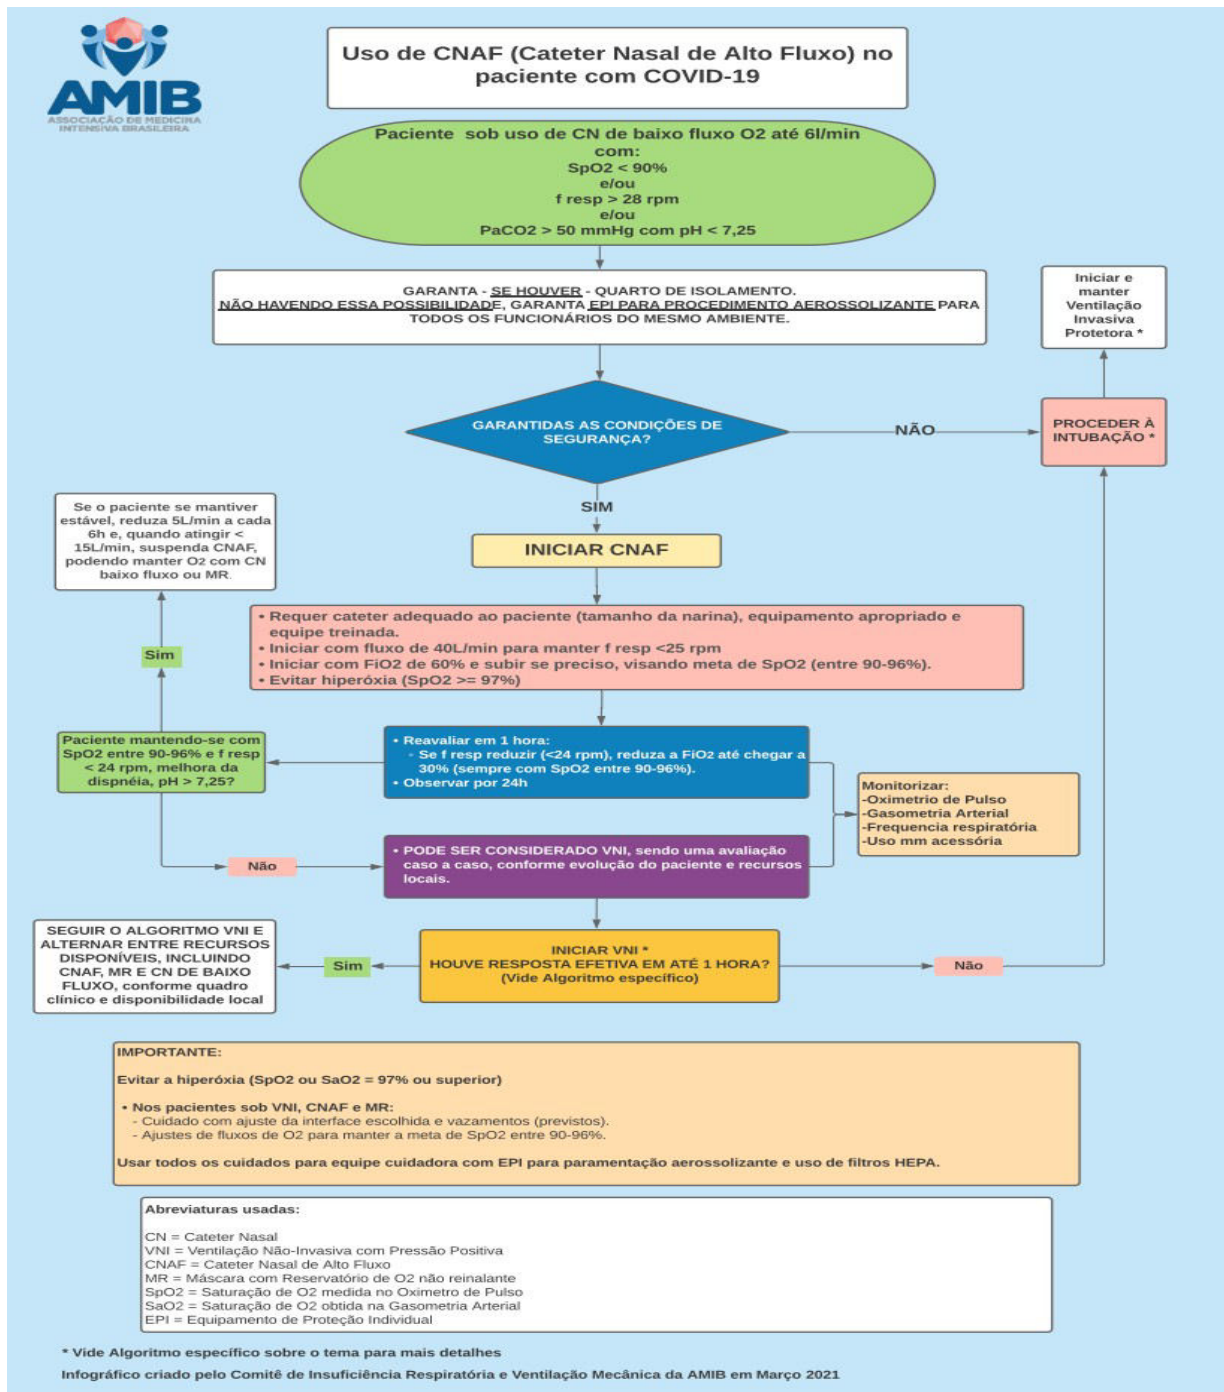 AMIB
ASSOCIAÇÃO DE MEDICINA
INTENSIVA BRASILEIRA
Uso de CNAF (Cateter Nasal de Alto Fluxo) no
paciente com COVID-19
Paciente sob uso de CN de baixo fluxo O2 até 6l/min
com:
SpO2 < 90%
e/ou
f resp > 28 rpm
e/ou
PaCO2 > 50 mmHg com pH < 7,25
GARANTA - SE HOUVER - QUARTO DE ISOLAMENTO.
NÃO HAVENDO ESSA POSSIBILIDADE, GARANTA EPI PARA PROCEDIMENTO AEROSSOLIZANTE PARA
TODOS OS FUNCIONÁRIOS DO MESMO AMBIENTE.
Iniciar e
manter
Ventilação
Invasiva
Protetora *
GARANTIDAS AS CONDIÇÕES DE
SEGURANÇA?
NÃO
PROCEDER À
INTUBAÇÃO *
SIM
Se o paciente se mantiver
estável, reduza 5L/min a cada
6h e, quando atingir <
15L/min, suspenda CNAF,
podendo manter O2 com CN
baixo fluxo ou MR.
INICIAR CNAF
• Requer cateter adequado ao paciente (tamanho da narina), equipamento apropriado e
equipe treinada.
• Iniciar com fluxo de 40L/min para manter f resp <25 rpm
• Iniciar com FiO2 de 60% e subir se preciso, visando meta de SpO2 (entre 90-96%).
• Evitar hiperóxia (SpO2 >= 97%)
Sim
Paciente mantendo-se com
SpO2 entre 90-96% e f resp
< 24 rpm, melhora da
dispnéia, pH > 7,25?
• Reavaliar em 1 hora:
- Se f resp reduzir (<24 rpm), reduza a FiO2 até chegar a
30% (sempre com SpO2 entre 90-96%).
• Observar por 24h
Monitorizar:
-Oximetrio de Pulso
-Gasometria Arterial
-Frequencia respiratória
-Uso mm acessória
Não
• PODE SER CONSIDERADO VNI, sendo uma avaliação
caso a caso, conforme evolução do paciente e recursos
locais.
SEGUIR O ALGORITMO VNI E
ALTERNAR ENTRE RECURSOS
DISPONÍVEIS, INCLUINDO
CNAF, MR E CN DE BAIXO
FLUXO, conforme quadro
clínico e disponibilidade local
Sim
INICIAR VNI *
HOUVE RESPOSTA EFETIVA EM ATÉ 1 HORA?
(Vide Algoritmo específico)
Não
IMPORTANTE:
Evitar a hiperóxia (SpO2 ou SaO2 = 97% ou superior)
• Nos pacientes sob VNI, CNAF e MR:
- Cuidado com ajuste da interface escolhida e vazamentos (previstos).
- Ajustes de fluxos de O2 para manter a meta de SpO2 entre 90-96%.
Usar todos os cuidados para equipe cuidadora com EPI para paramentação aerossolizante e uso de filtros HEPA.
Abreviaturas usadas:
CN = Cateter Nasal
VNI = Ventilação Não-Invasiva com Pressão Positiva
CNAF = Cateter Nasal de Alto Fluxo
MR = Máscara com Reservatório de O2 não reinalante
SpO2 = Saturação de O2 medida no Oximetro de Pulso
SaO2 = Saturação de O2 obtida na Gasometria Arterial
EPI = Equipamento de Proteção Individual
* Vide Algoritmo específico sobre o tema para mais detalhes
Infográfico criado pelo Comitê de Insuficiência Respiratória e Ventilação Mecânica da AMIB em Março 2021